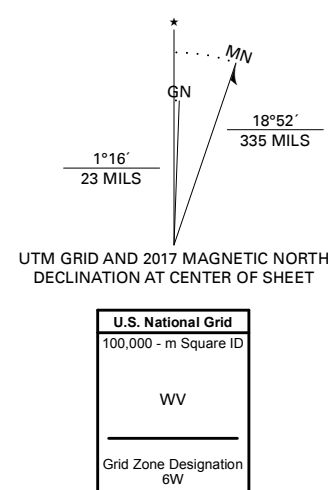 ★
MN
GN
18°52´
335 MILS
1°16´
23 MILS
UTM GRID AND 2017 MAGNETIC NORTH
DECLINATION AT CENTER OF SHEET
U.S. National Grid
100,000 - m Square ID
WV
Grid Zone Designation
6W